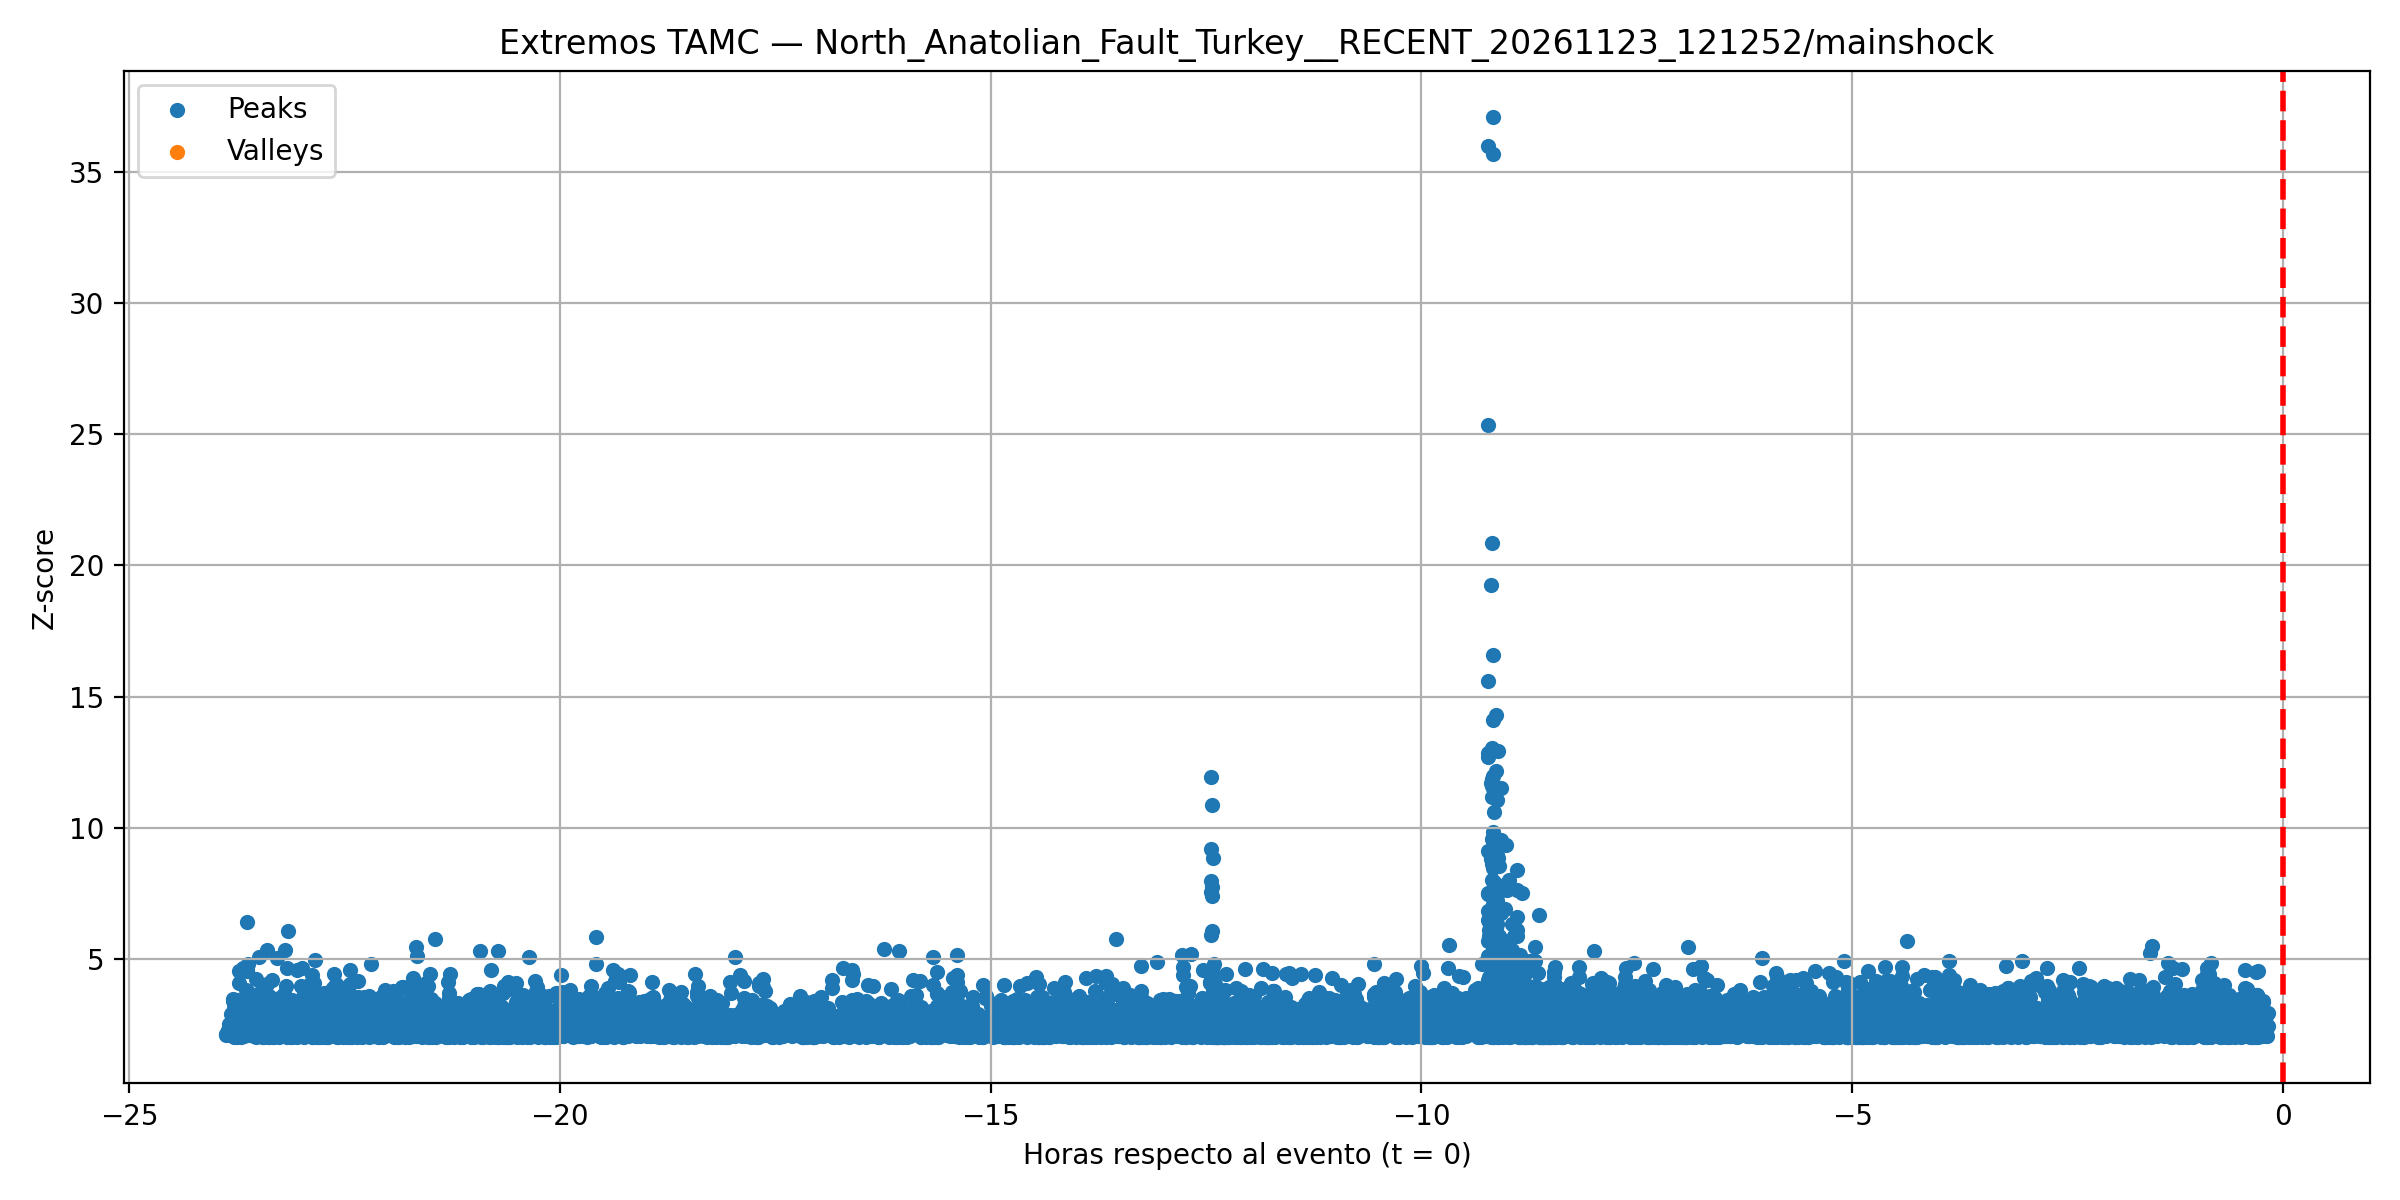 Extremos TAMC — North_Anatolian_Fault_Turkey__RECENT_20261123_121252/mainshock
Peaks
Valleys
35
30
25
20
15
10
5
Z-score
−25
−20
−15
−10
−5
0
Horas respecto al evento (t = 0)